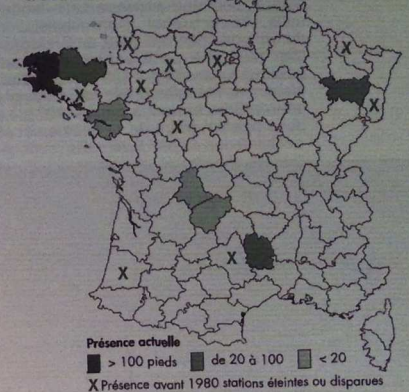 X
X
X
X
X
X
X
X
X
X
X
Présence actuelle
> 100 pieds de 20 à 100 < 20
X Présence avant 1980 stations éteintes ou disparues